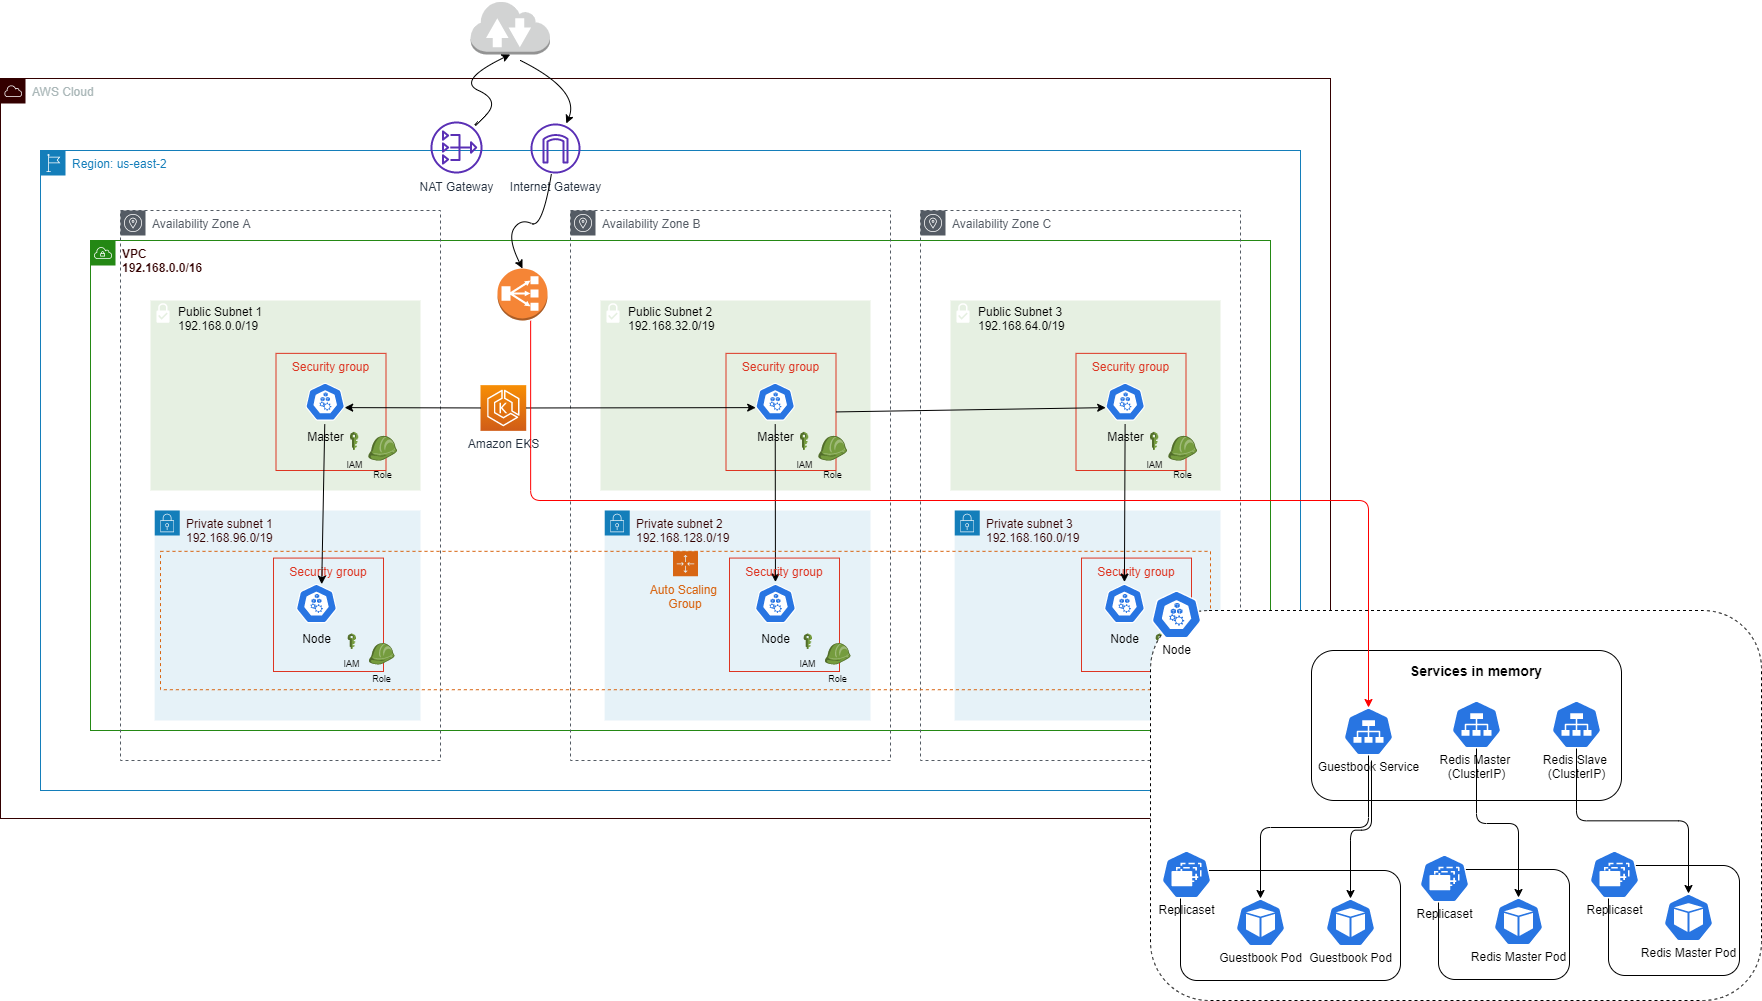 AWS Cloud
Region: us-east-2
NAT Gateway
Internet Gateway
Availability Zone A
Availability Zone B
Availability Zone C
VPC
192.168.0.0/16
Public Subnet 1
192.168.0.0/19
Security group
Master
IAM
Role
Amazon EKS
Public Subnet 2
192.168.32.0/19
Security group
Master
IAM
Role
Public Subnet 3
192.168.64.0/19
Security group
Master
IAM
Role
Private subnet 1
192.168.96.0/19
Security group
Node
IAM
Role
Private subnet 2
192.168.128.0/19
Auto Scaling
Group
Security group
Node
IAM
Role
Private subnet 3
192.168.160.0/19
Security group
Node
Node
Services in memory
Guestbook Service
Redis Master
(ClusterIP)
Redis Slave
(ClusterIP)
Replicaset
Guestbook Pod
Guestbook Pod
Replicaset
Redis Master Pod
Replicaset
Redis Master Pod